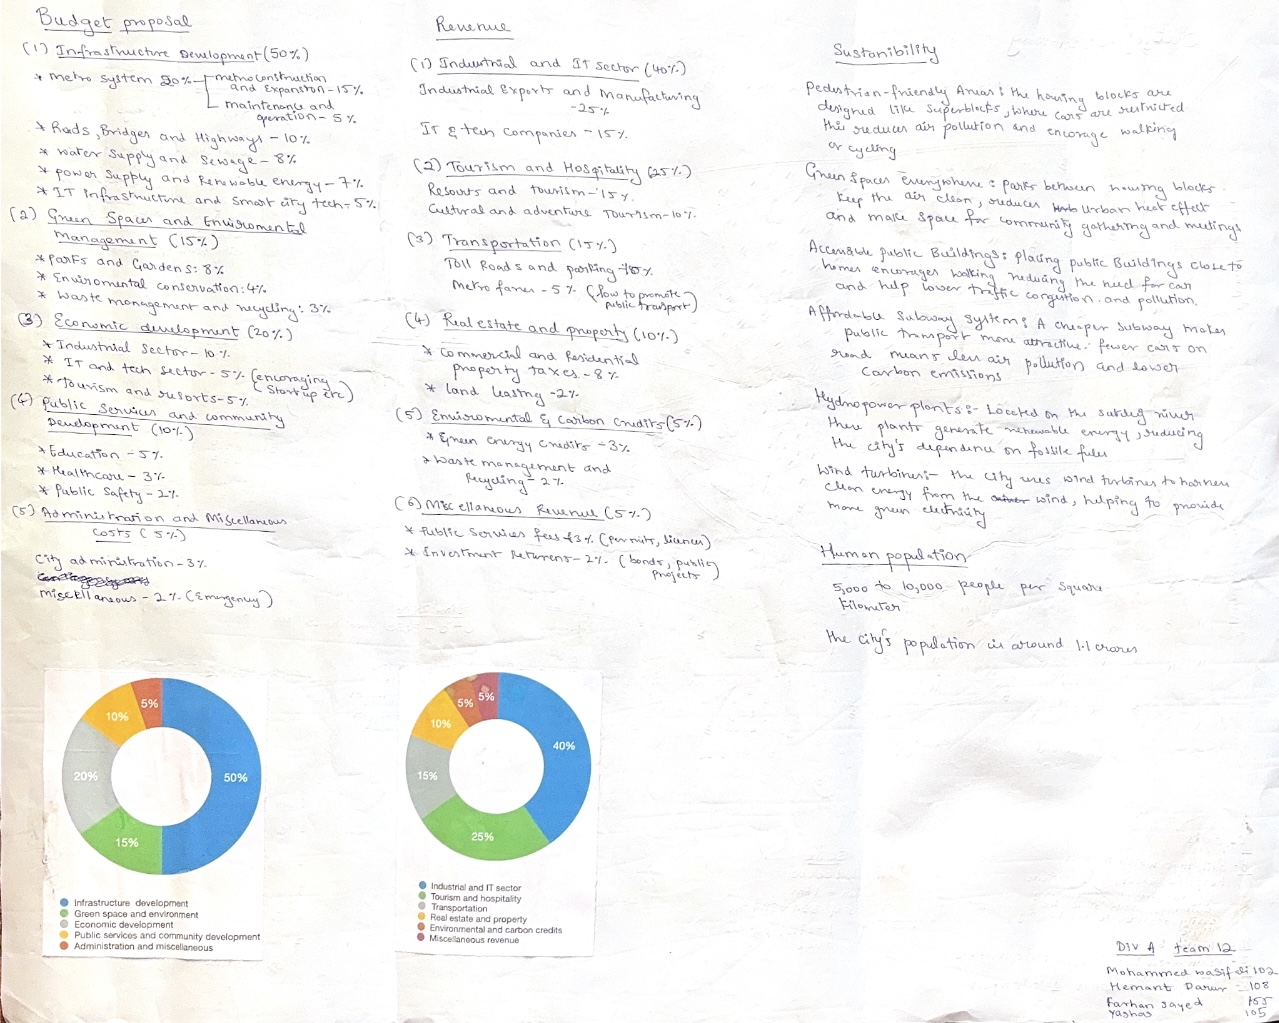 Budget proposal
(1) Infrastructure Development (50%)
* metro system 20% metro construction
and Expansion - 15%
maintenance and
operation - 5%
* Roads, Bridges and Highways - 10%
* water supply and Sewage - 8%
* power supply and Renewable energy - 7%
* IT infrastructure and smart city tech - 5%
(2) Green Spaces and Enviromental
Management (15%)
* Parks and Gardens: 8%
* Enviromental conservation: 4%
* Waste management and recycling: 3%
(3) Economic development (20%)
* Industrial Sector - 10%
* IT and tech sector - 5% (encouraging
Startup etc)
* tourism and resorts - 5%
(4) Public Services and community
Development (10%)
* Education - 5%
* Healthcare - 3%
* Public Safety - 2%
(5) Administration and Miscellaneous
Costs (5%)
City administration - 3%
Miscellaneous - 2% (Emergency)
Revenue
(1) Industrial and IT sector (40%)
Industrial Exports and Manufacturing
- 25%
IT & tech companies - 15%
(2) Tourism and Hospitality (25%)
Resorts and tourism - 15%
Cultural and adventure Tourism - 10%
(3) Transportation (15%)
Toll Roads and parking - 10%
Metro fares - 5% (low to promote
public transport)
(4) Real estate and property (10%)
* Commercial and Residential
property taxes - 8%
* land leasing - 2%
(5) Enviromental & Carbon Credits (5%)
* Green energy Credits - 3%
* Waste management and
Recycling - 2%
(6) Miscellaneous Revenue (5%)
* Public Services fees 3% (permits, licences)
* Investment Returens - 2% (bonds, public
Projects)
Sustonibility
Pedestrian-friendly Areas: the housing blocks are
designed like superblocks, where cars are restricted
this reduces air pollution and encorage walking
or cycling
Green Spaces Everywhere: parks between housing blocks
keep the air clean, reduces Urban heat effect
and make space for community gathering and meetings
Accessible public Buildings: placing public Buildings close to
homes encorages walking, reducing the need for car
and help lower traffic congestion and pollution.
Affordable Subway System: A cheaper Subway makes
public transport more attractive. fewer cars on
road means less air pollution and lower
Carbon emissions
Hydropower plants:- Located on the river
these plants generate renewable energy, reducing
the city's dependence on fossile fules
Wind turbines:- the city uses wind turbines to harness
clean energy from the wind, helping to provide
more green electricity
Human population
5,000 to 10,000 people per Square
Kilometer
the city's population is around 1.1 crores
5%
10%
20%
50%
15%
Infrastructure development
Green space and environment
Economic development
Public services and community development
Administration and miscellaneous
5%
5%
10%
40%
15%
25%
Industrial and IT sector
Tourism and hospitality
Transportation
Real estate and property
Environmental and carbon credits
Miscellaneous revenue
Div A team 12
Mohammed wasif 102
Hemant Darur - 108
Farhan Sayed 155
Yashas 105